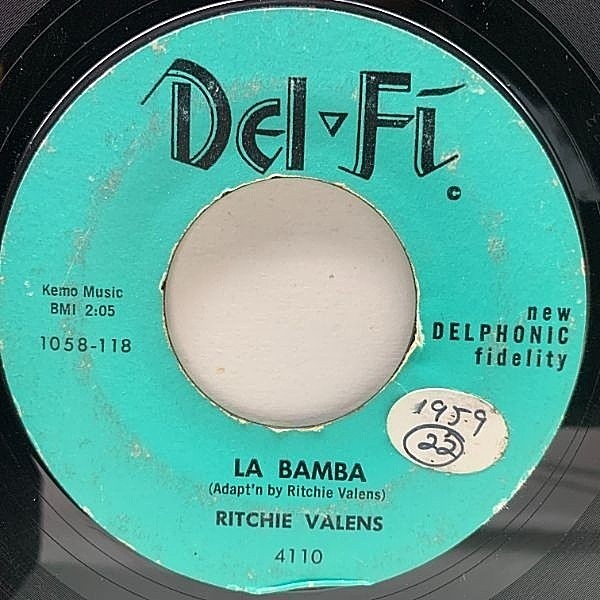 DEL-FI
©
Kemo Music
BMI 2:05
1058-118
new
DELPHONIC
fidelity
1959
22
LA BAMBA
(Adapt'n by Ritchie Valens)
RITCHIE VALENS
4110